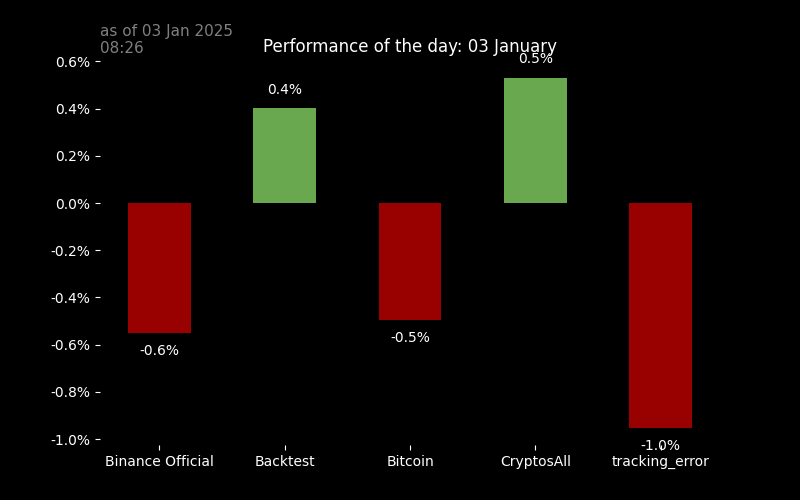 as of 03 Jan 2025
08:26
Performance of the day: 03 January
0.6%
0.4%
0.2%
0.0%
-0.2%
-0.4%
-0.6%
-0.8%
-1.0%
-0.6%
0.4%
-0.5%
0.5%
-1.0%
Binance Official
Backtest
Bitcoin
CryptosAll
tracking_error